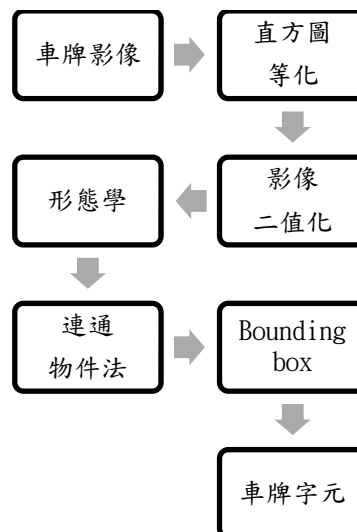 車牌影像
直方圖
等化
影像
二值化
形態學
連通
物件法
Bounding
box
車牌字元